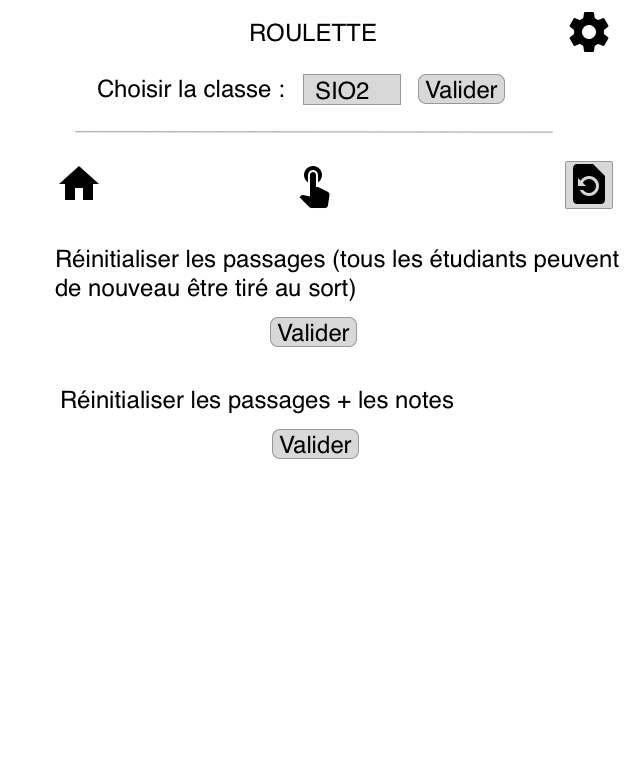 ROULETTE
Choisir la classe : SIO2 Valider
Réinitialiser les passages (tous les étudiants peuvent
de nouveau être tiré au sort)
Valider
Réinitialiser les passages + les notes
Valider